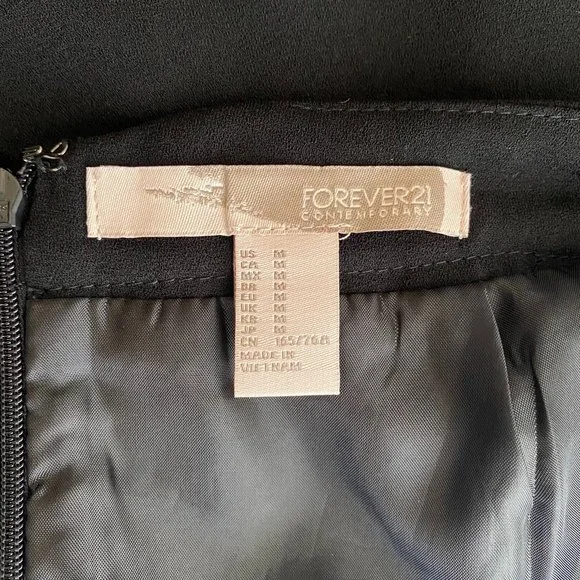 FOREVER21
CONTEMPORARY
US M
CA M
MX M
BR M
EU M
UK M
KR M
JP M
CN 165/76A
MADE IN
VIETNAM